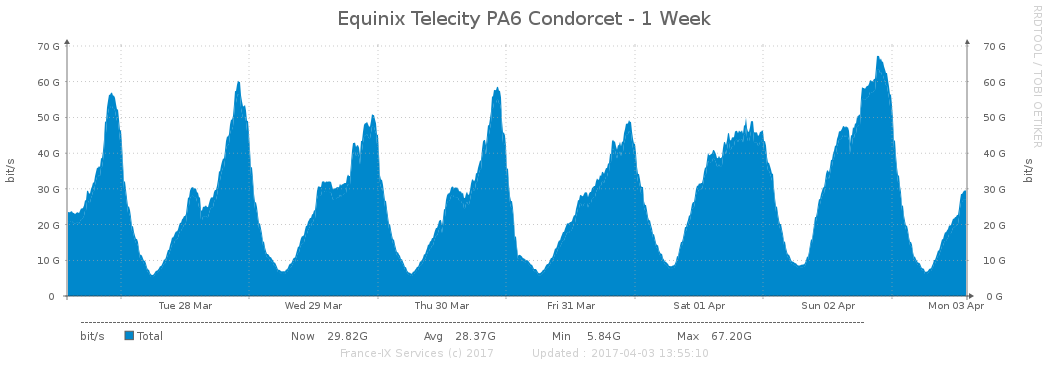 Equinix Telecity PA6 Condorcet - 1 Week
RRDTOOL / TOBI OETIKER
bit/s
70 G
60 G
50 G
40 G
30 G
20 G
10 G
0
70 G
60 G
50 G
40 G
30 G
20 G
10 G
0 G
bit/s
Tue 28 Mar Wed 29 Mar Thu 30 Mar Fri 31 Mar Sat 01 Apr Sun 02 Apr Mon 03 Apr
bit/s Total Now 29.82G Avg 28.37G Min 5.84G Max 67.20G
France-IX Services (c) 2017 Updated : 2017-04-03 13:55:10